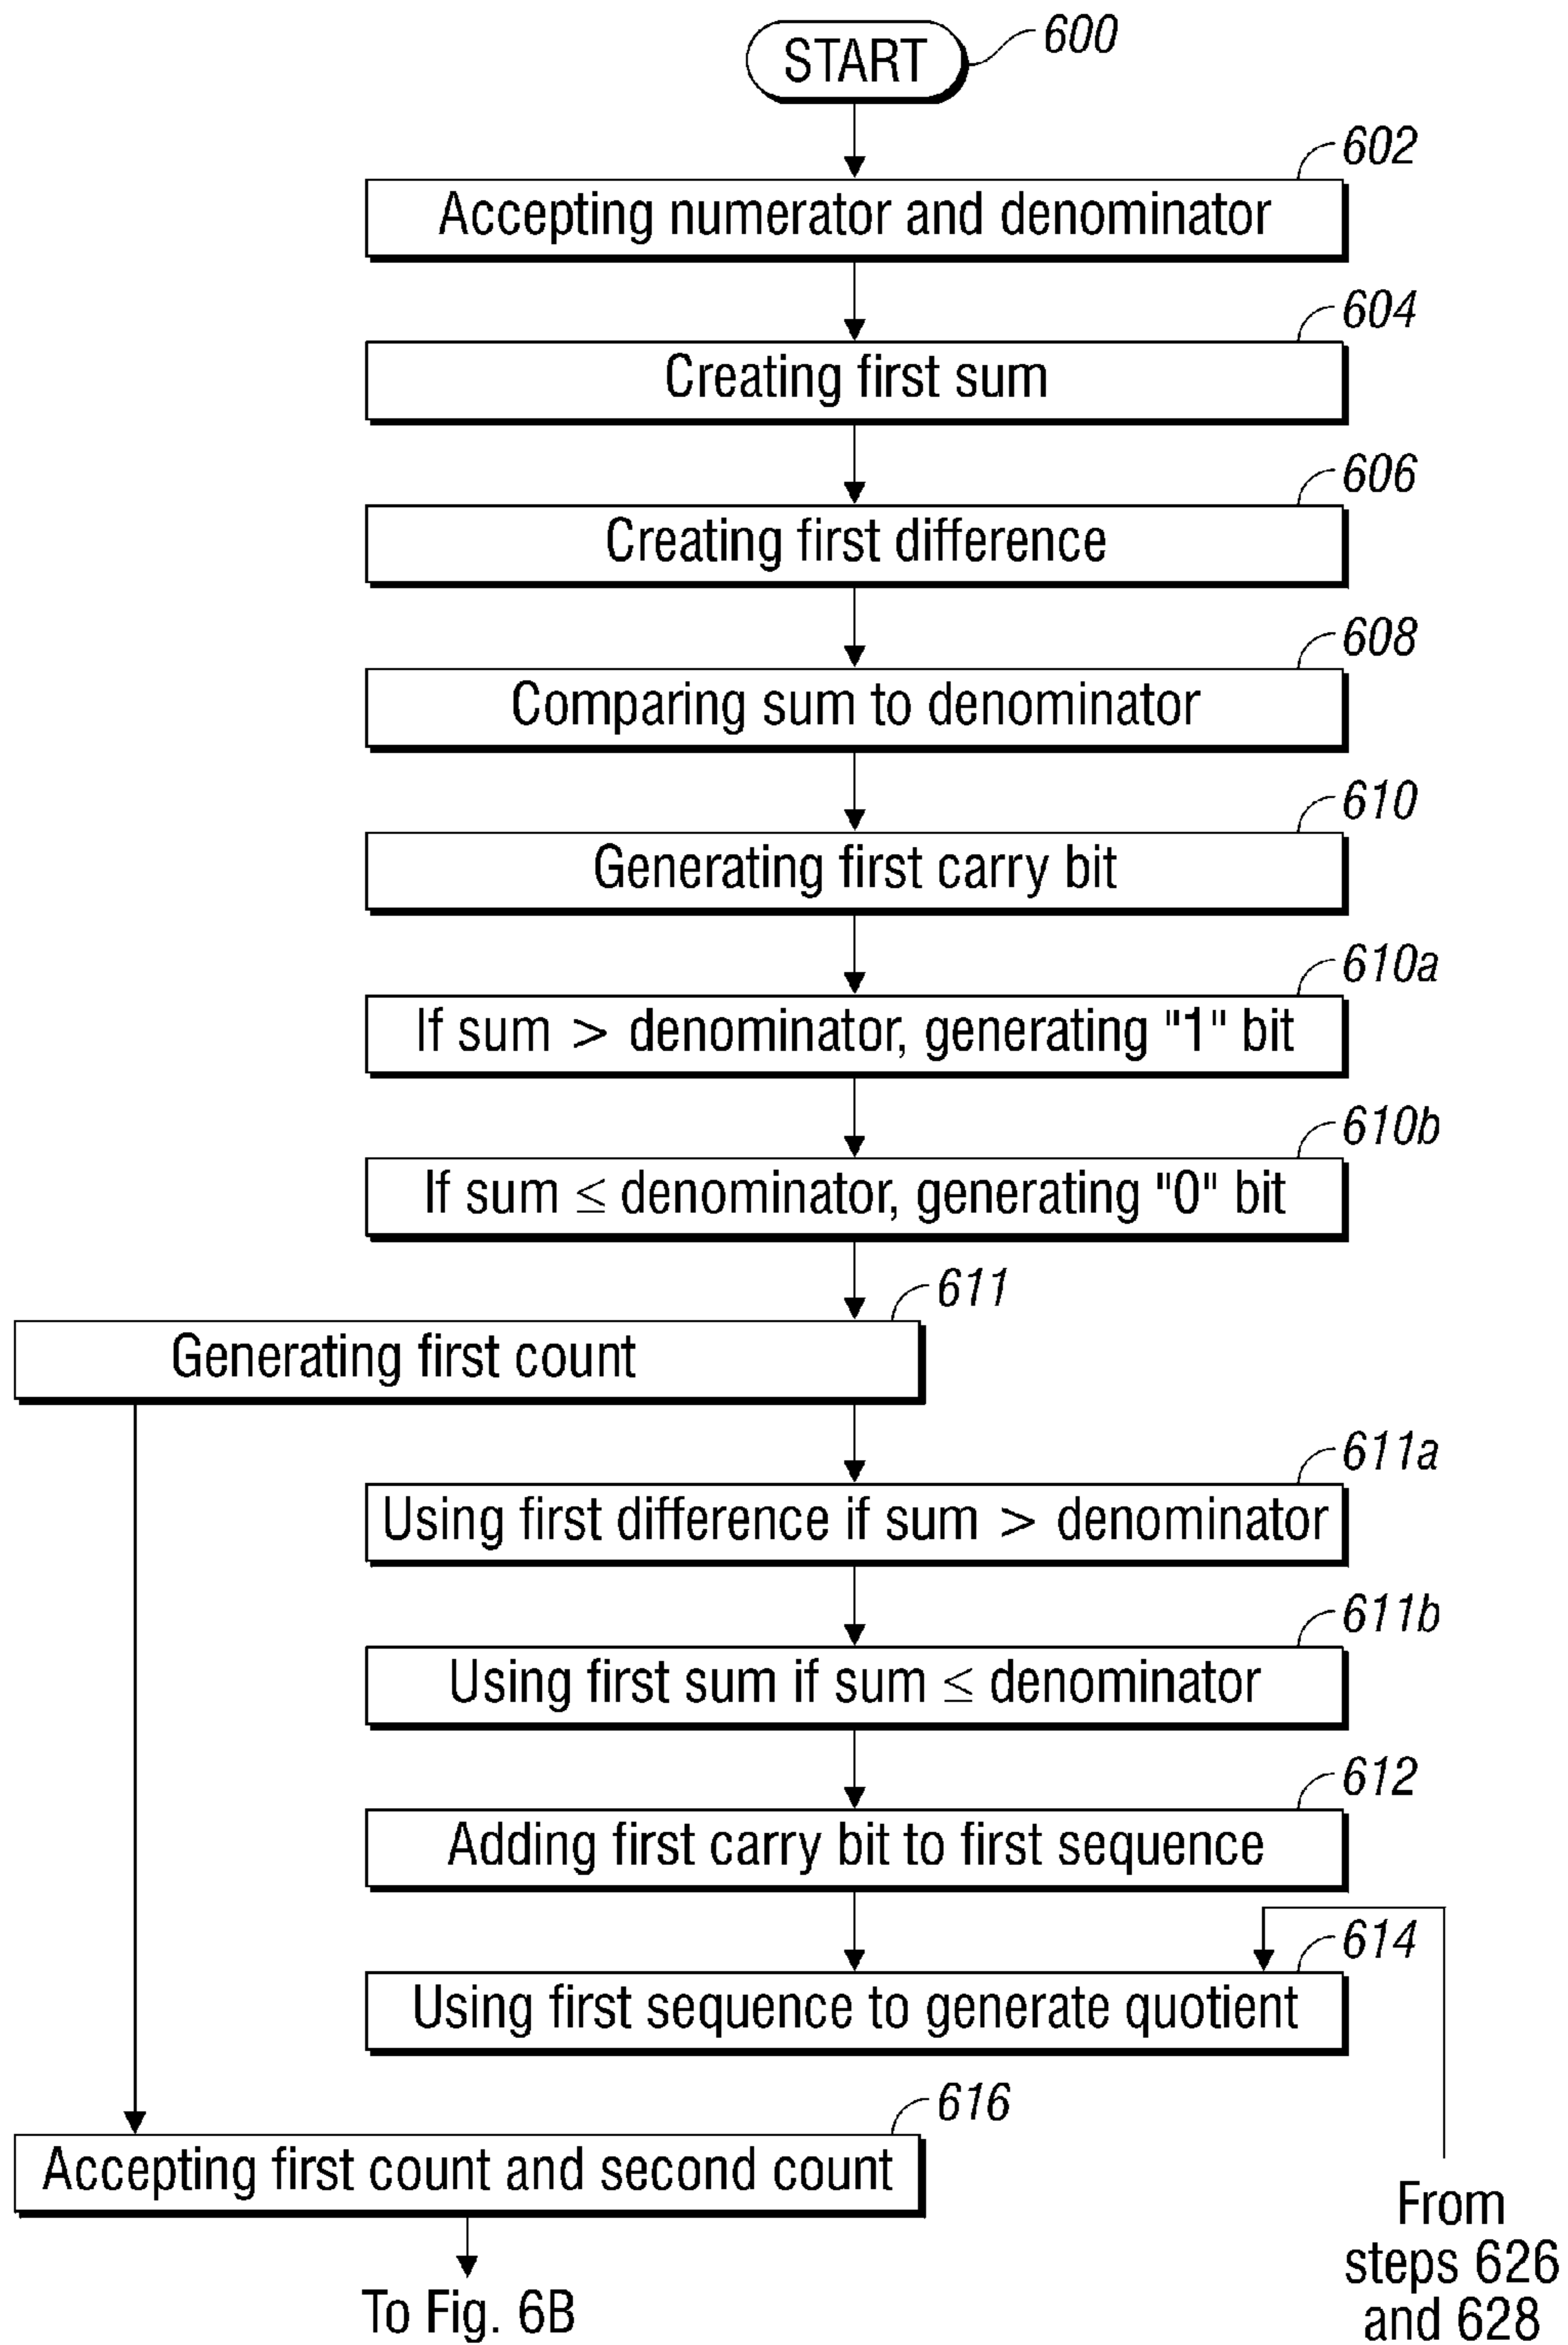 START
600
602
Accepting numerator and denominator
604
Creating first sum
606
Creating first difference
608
Comparing sum to denominator
610
Generating first carry bit
610a
If sum > denominator, generating "1" bit
610b
If sum ≤ denominator, generating "0" bit
611
Generating first count
611a
Using first difference if sum > denominator
611b
Using first sum if sum ≤ denominator
612
Adding first carry bit to first sequence
614
Using first sequence to generate quotient
616
Accepting first count and second count
From
steps 626
and 628
To Fig. 6B